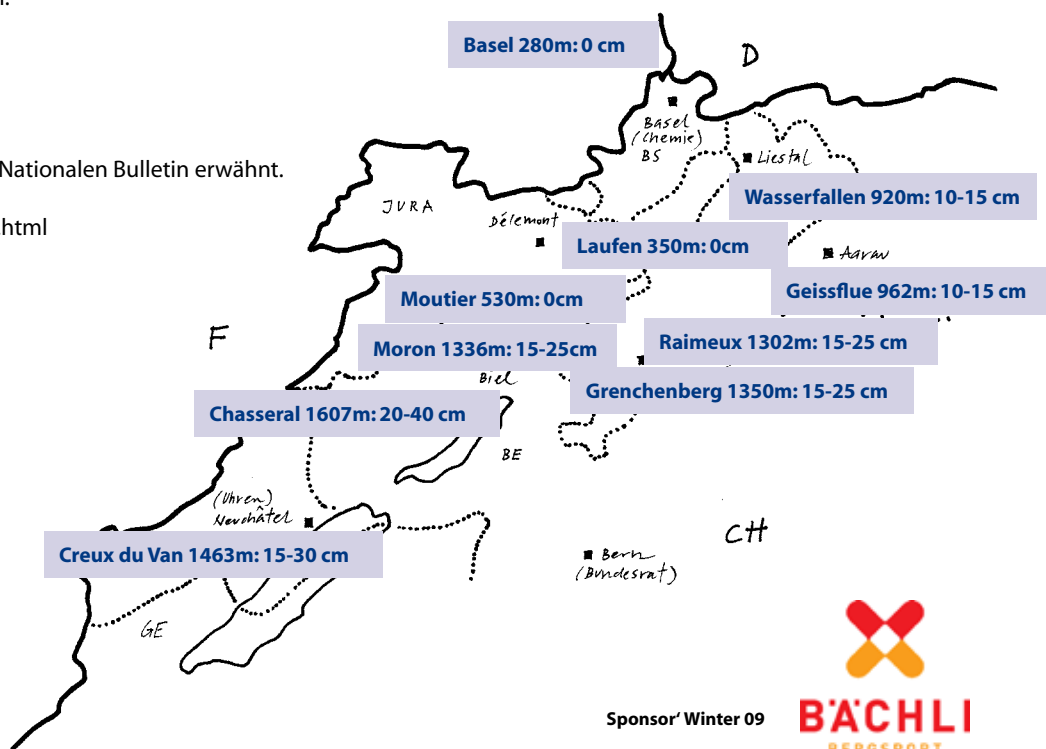 Basel 280m: 0 cm
D
Basel
(Chemie)
BS
Liestal
Nationalen Bulletin erwähnt.
Wasserfallen 920m: 10-15 cm
JURA
html
Délemont
Laufen 350m: 0cm
Aarau
Geissflue 962m: 10-15 cm
Moutier 530m: 0cm
F
Raimeux 1302m: 15-25 cm
Moron 1336m: 15-25cm
Biel
Grenchenberg 1350m: 15-25 cm
Chasseral 1607m: 20-40 cm
BE
(Uhren)
Neuchâtel
CH
Creux du Van 1463m: 15-30 cm
Bern
(Bundesrat)
GE
Sponsor‘ Winter 09
BÄCHLI
BERGSPORT